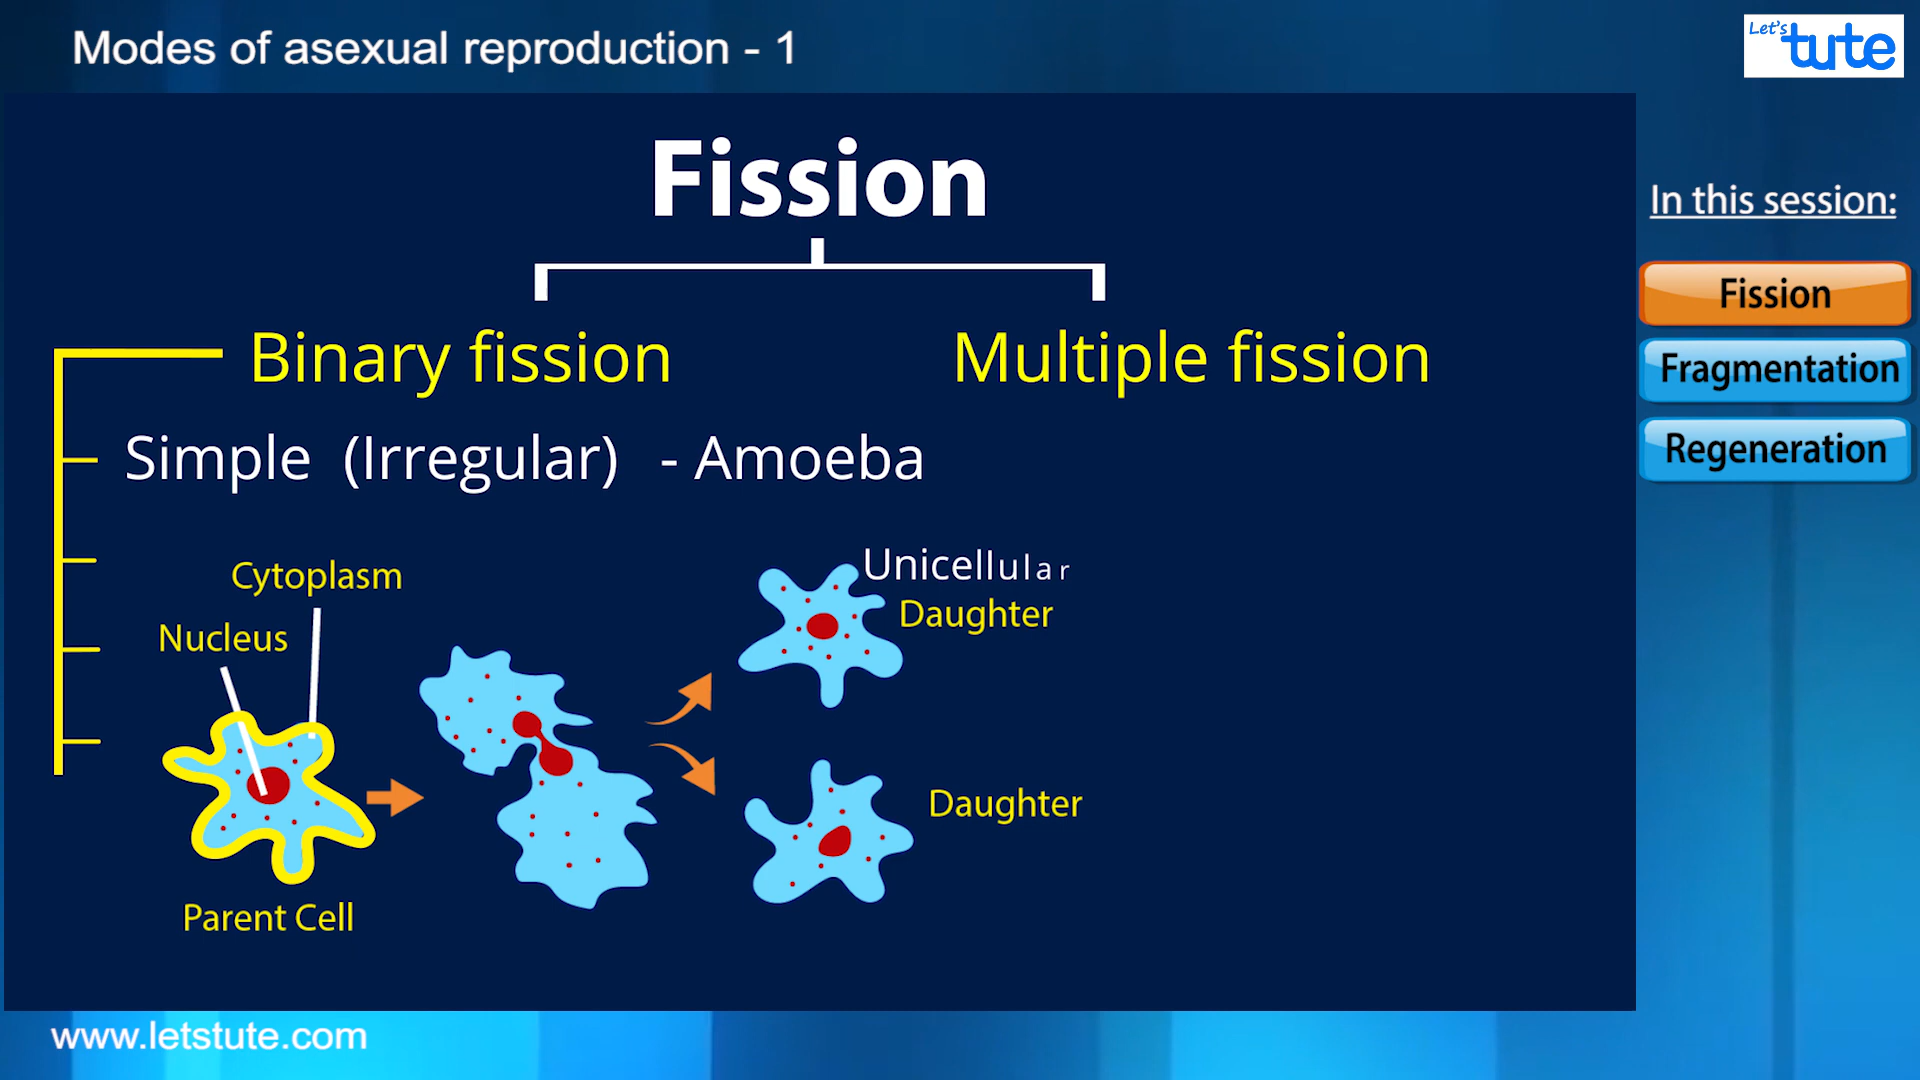 Modes of asexual reproduction - 1
Let's tute
Fission
In this session:
Fission
Fragmentation
Regeneration
Binary fission
Multiple fission
Simple (Irregular) - Amoeba
Cytoplasm
Nucleus
Unicellular
Daughter
Daughter
Parent Cell
www.letstute.com